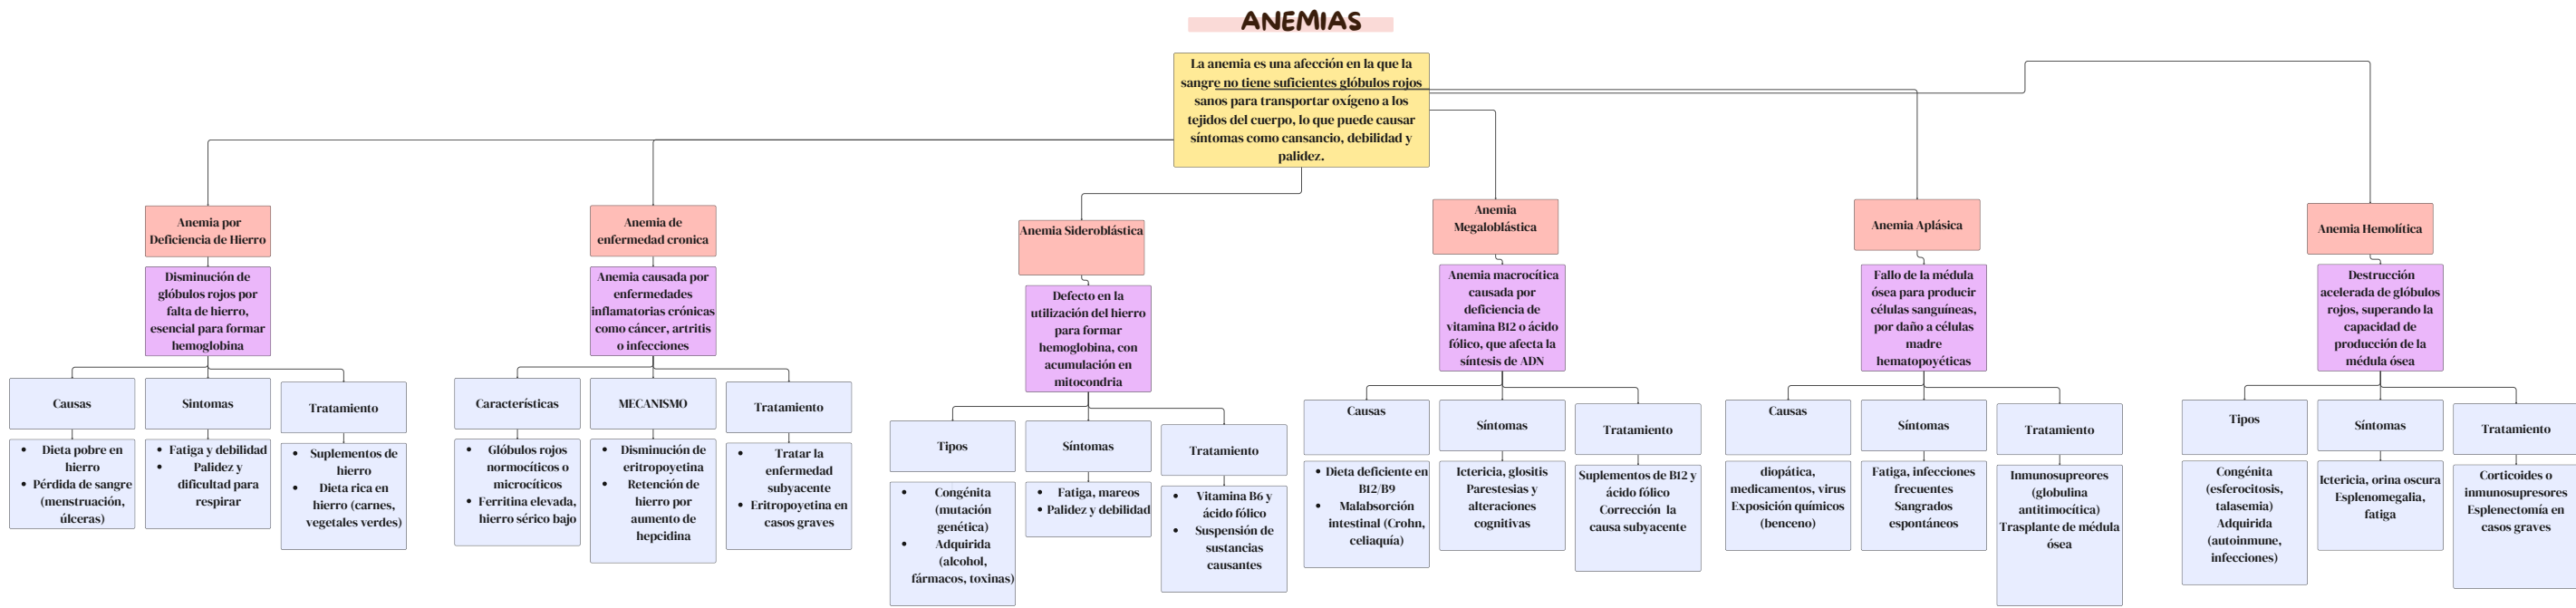 ANEMIAS
La anemia es una afección en la que la
sangre no tiene suficientes glóbulos rojos
sanos para transportar oxígeno a los
tejidos del cuerpo, lo que puede causar
síntomas como cansancio, debilidad y
palidez.
Anemia por
Deficiencia de Hierro
Disminución de
glóbulos rojos por
falta de hierro,
esencial para formar
hemoglobina
Causas
• Dieta pobre en
hierro
• Pérdida de sangre
(menstruación,
úlceras)
Sintomas
• Fatiga y debilidad
• Palidez y
dificultad para
respirar
Tratamiento
• Suplementos de
hierro
• Dieta rica en
hierro (carnes,
vegetales verdes)
Anemia de
enfermedad cronica
Anemia causada por
enfermedades
inflamatorias crónicas
como cáncer, artritis
o infecciones
Características
• Glóbulos rojos
normocíticos o
microcíticos
• Ferritina elevada,
hierro sérico bajo
MECANISMO
• Disminución de
eritropoyetina
• Retención de
hierro por
aumento de
hepcidina
Tratamiento
• Tratar la
enfermedad
subyacente
• Eritropoyetina en
casos graves
Anemia Sideroblástica
Defecto en la
utilización del hierro
para formar
hemoglobina, con
acumulación en
mitocondria
Tipos
• Congénita
(mutación
genética)
• Adquirida
(alcohol,
fármacos, toxinas)
Síntomas
• Fatiga, mareos
• Palidez y debilidad
Tratamiento
• Vitamina B6 y
ácido fólico
• Suspensión de
sustancias
causantes
Anemia
Megaloblástica
Anemia macrocítica
causada por
deficiencia de
vitamina B12 o ácido
fólico, que afecta la
síntesis de ADN
Causas
• Dieta deficiente en
B12/B9
• Malabsorción
intestinal (Crohn,
celiaquía)
Síntomas
Ictericia, glositis
Parestesias y
alteraciones
cognitivas
Tratamiento
Suplementos de B12 y
ácido fólico
Corrección la
causa subyacente
Anemia Aplásica
Fallo de la médula
ósea para producir
células sanguíneas,
por daño a células
madre
hematopoyéticas
Causas
diopática,
medicamentos, virus
Exposición químicos
(benceno)
Síntomas
Fatiga, infecciones
frecuentes
Sangrados
espontáneos
Tratamiento
Inmunosupreores
(globulina
antitimocítica)
Trasplante de médula
ósea
Anemia Hemolítica
Destrucción
acelerada de glóbulos
rojos, superando la
capacidad de
producción de la
médula ósea
Tipos
Congénita
(esferocitosis,
talasemia)
Adquirida
(autoinmune,
infecciones)
Síntomas
Ictericia, orina oscura
Esplenomegalia,
fatiga
Tratamiento
Corticoides o
inmunosupresores
Esplenectomía en
casos graves